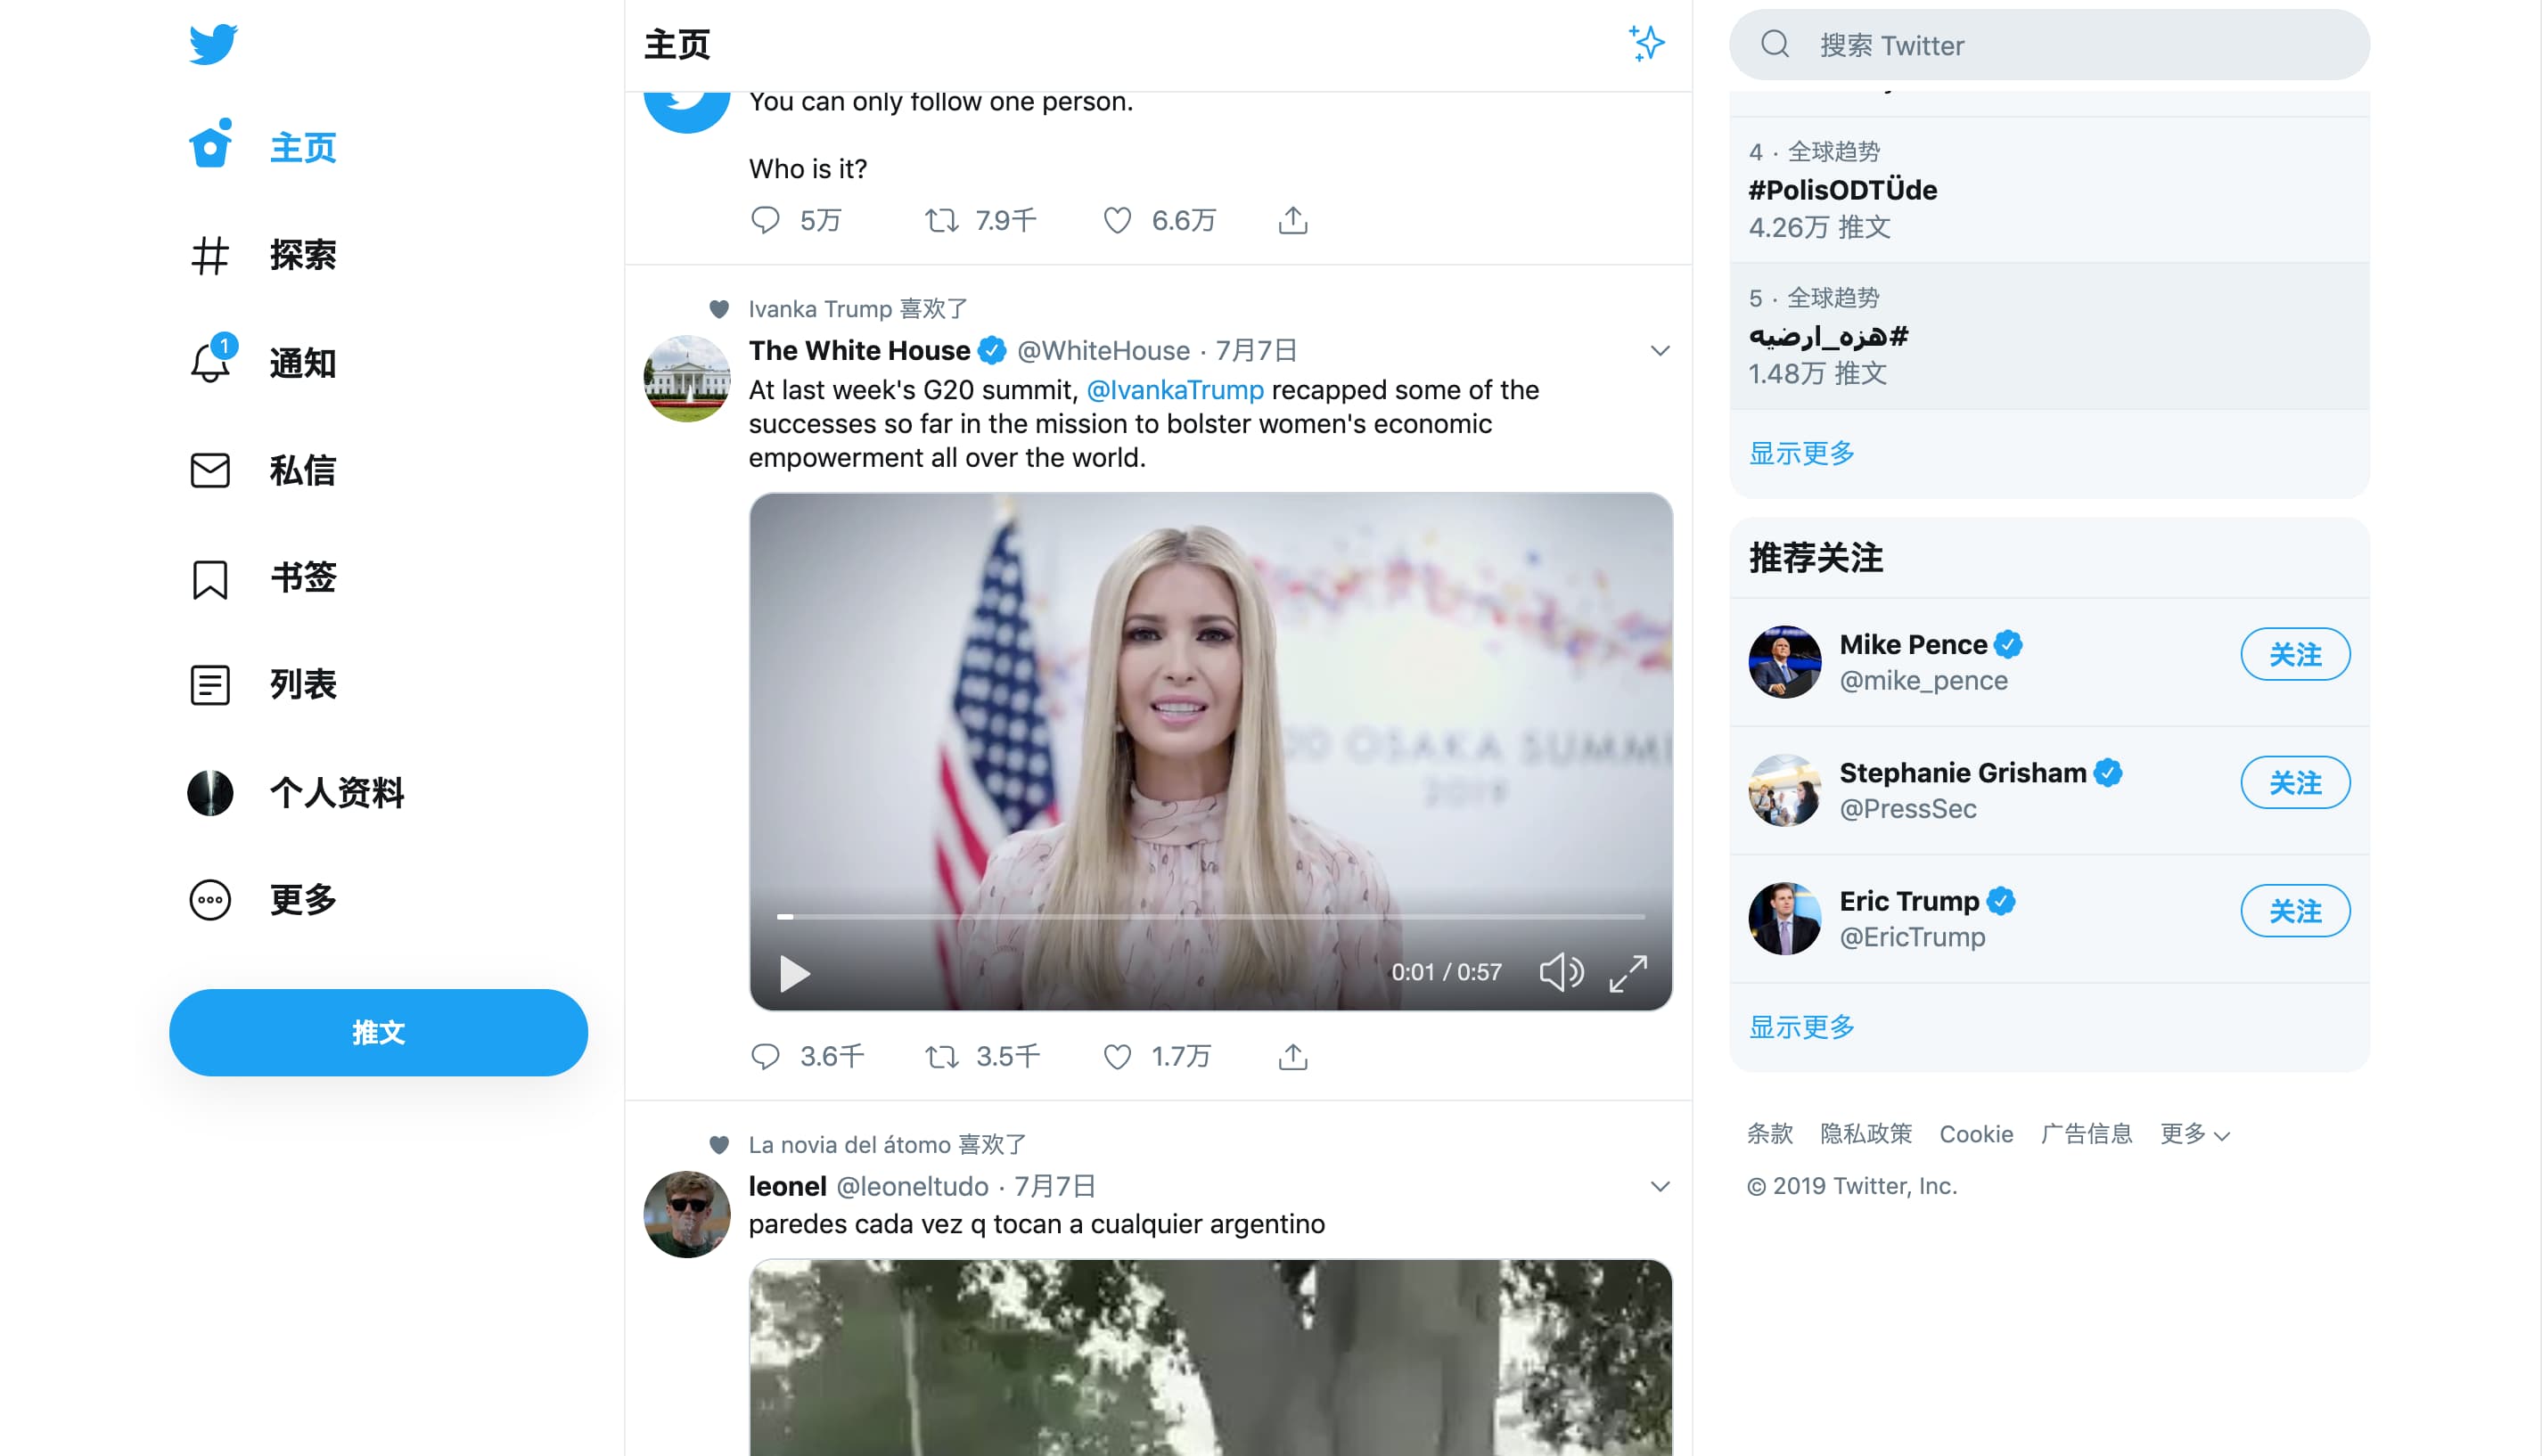 主页
探索
1
通知
私信
书签
列表
个人资料
更多
推文
主页
You can only follow one person.
Who is it?
5万 7.9千 6.6万
Ivanka Trump 喜欢了
The White House @WhiteHouse · 7月7日
At last week's G20 summit, @IvankaTrump recapped some of the
successes so far in the mission to bolster women's economic
empowerment all over the world.
20 OSAKA SUMMI
2019
0:01 / 0:57
3.6千 3.5千 1.7万
La novia del átomo 喜欢了
leonel @leoneltudo · 7月7日
paredes cada vez q tocan a cualquier argentino
搜索 Twitter
4 · 全球趋势
#PolisODTÜde
4.26万 推文
5 · 全球趋势
#هزه_ارضيه
1.48万 推文
显示更多
推荐关注
Mike Pence
@mike_pence
关注
Stephanie Grisham
@PressSec
关注
Eric Trump
@EricTrump
关注
显示更多
条款 隐私政策 Cookie 广告信息 更多
© 2019 Twitter, Inc.